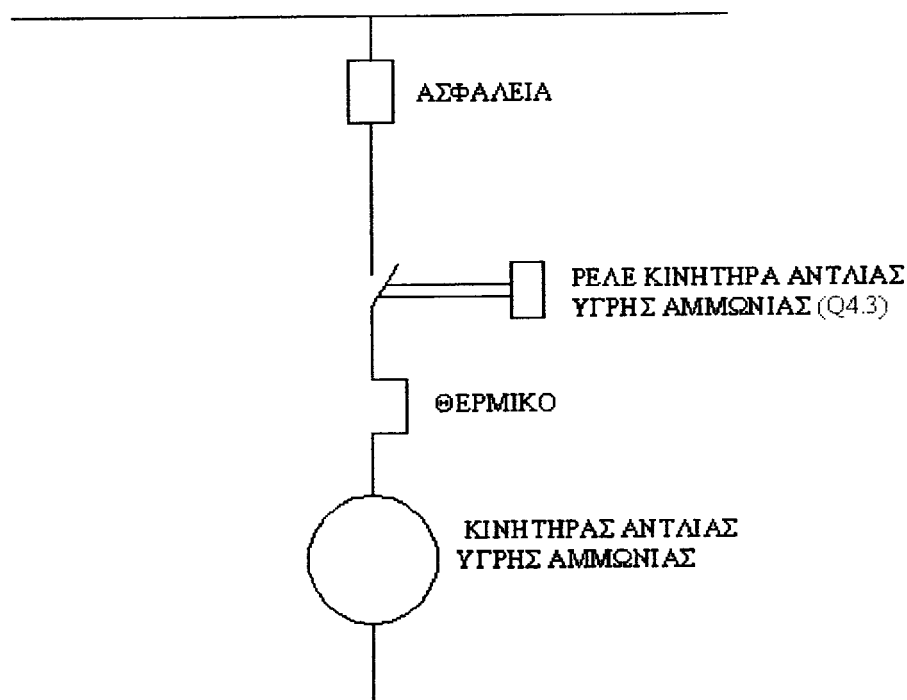 ΑΣΦΑΛΕΙΑ
ΡΕΛΕ ΚΙΝΗΤΗΡΑ ΑΝΤΛΙΑΣ
ΥΓΡΗΣ ΑΜΜΩΝΙΑΣ (Q4.3)
ΘΕΡΜΙΚΟ
ΚΙΝΗΤΗΡΑΣ ΑΝΤΛΙΑΣ
ΥΓΡΗΣ ΑΜΜΩΝΙΑΣ